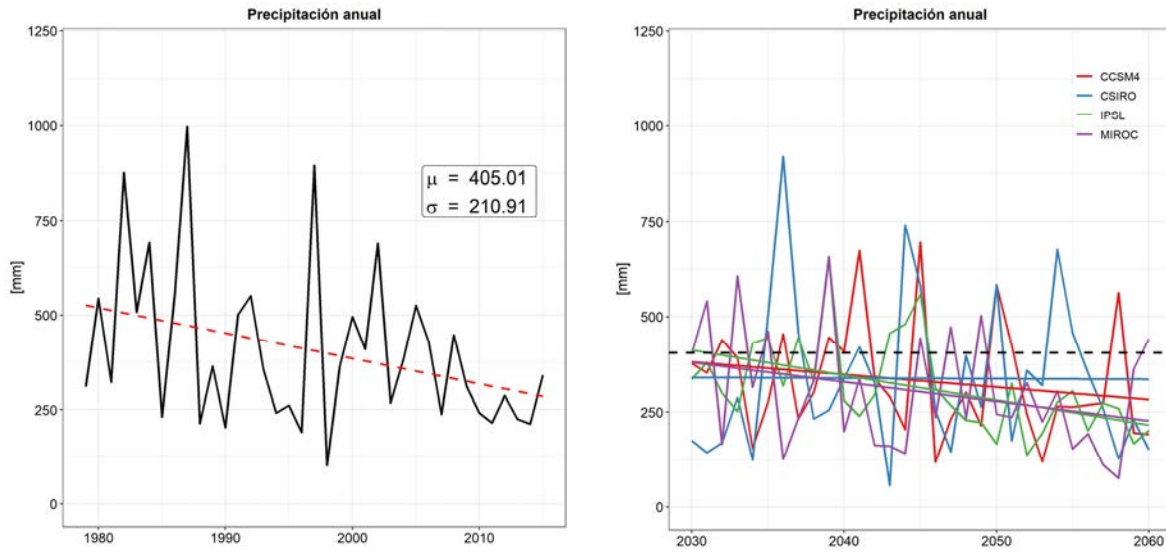 Precipitación anual
1250
1000
750
500
250
0
[mm]
μ = 405.01
σ = 210.91
1980
1990
2000
2010
Precipitación anual
1250
1000
750
500
250
0
[mm]
CCSM4
CSIRO
IPSL
MIROC
2030
2040
2050
2060